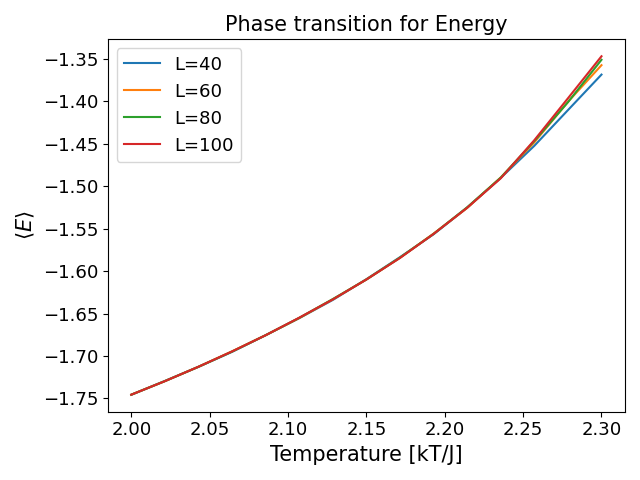 Phase transition for Energy
L=40
L=60
L=80
L=100
⟨E⟩
−1.35
−1.40
−1.45
−1.50
−1.55
−1.60
−1.65
−1.70
−1.75
2.00 2.05 2.10 2.15 2.20 2.25 2.30
Temperature [kT/J]